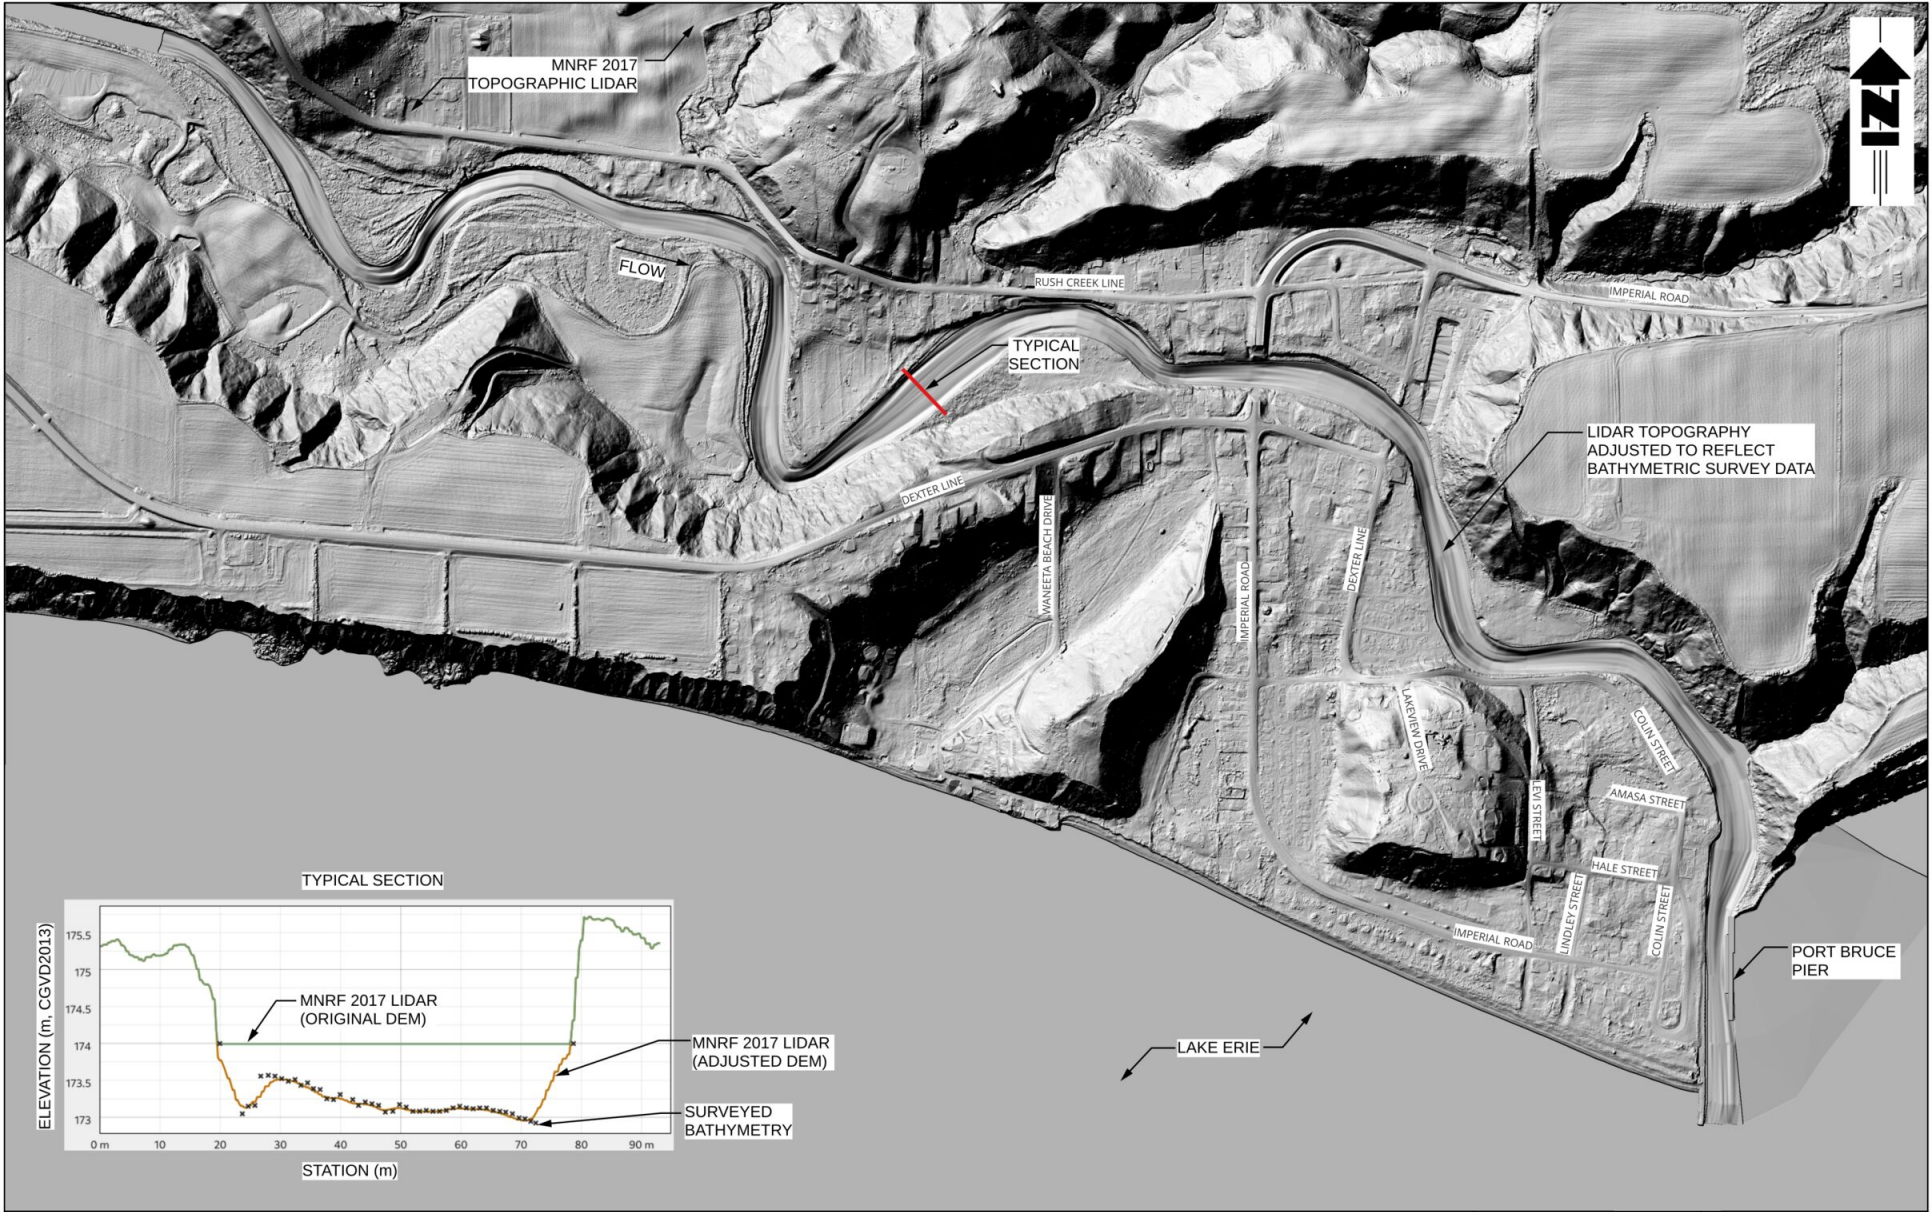 MNRF 2017
TOPOGRAPHIC LIDAR
N
FLOW
RUSH CREEK LINE
IMPERIAL ROAD
TYPICAL
SECTION
LIDAR TOPOGRAPHY
ADJUSTED TO REFLECT
BATHYMETRIC SURVEY DATA
DEXTER LINE
WANEETA BEACH DRIVE
IMPERIAL ROAD
DEXTER LINE
LAKEVIEW DRIVE
COLIN STREET
LEVI STREET
AMASA STREET
HALE STREET
LINDLEY STREET
COLIN STREET
IMPERIAL ROAD
PORT BRUCE
PIER
LAKE ERIE
TYPICAL SECTION
ELEVATION (m, CGVD2013)
175.5
175
174.5
174
173.5
173
MNRF 2017 LIDAR
(ORIGINAL DEM)
MNRF 2017 LIDAR
(ADJUSTED DEM)
SURVEYED
BATHYMETRY
0 m 10 20 30 40 50 60 70 80 90 m
STATION (m)